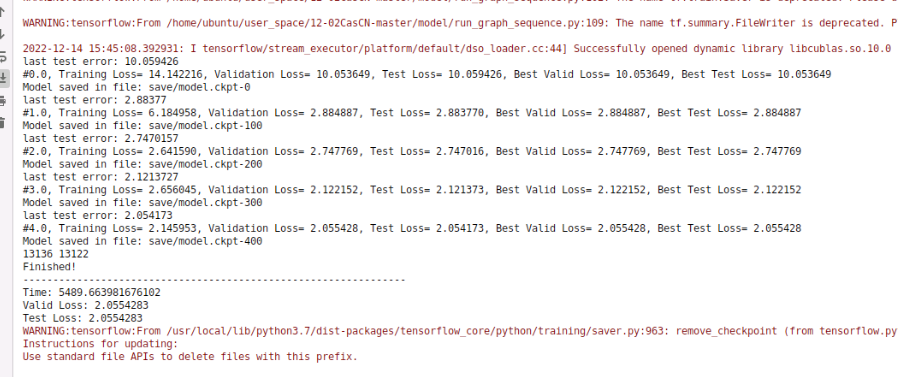 WARNING:tensorflow:From /home/ubuntu/user_space/12-02CasCN-master/model/run_graph_sequence.py:109: The name tf.summary.FileWriter is deprecated. P
2022-12-14 15:45:08.392931: I tensorflow/stream_executor/platform/default/dso_loader.cc:44] Successfully opened dynamic library libcublas.so.10.0
last test error: 10.059426
#0.0, Training Loss= 14.142216, Validation Loss= 10.053649, Test Loss= 10.059426, Best Valid Loss= 10.053649, Best Test Loss= 10.053649
Model saved in file: save/model.ckpt-0
last test error: 2.88377
#1.0, Training Loss= 6.184958, Validation Loss= 2.884887, Test Loss= 2.883770, Best Valid Loss= 2.884887, Best Test Loss= 2.884887
Model saved in file: save/model.ckpt-100
last test error: 2.7470157
#2.0, Training Loss= 2.641590, Validation Loss= 2.747769, Test Loss= 2.747016, Best Valid Loss= 2.747769, Best Test Loss= 2.747769
Model saved in file: save/model.ckpt-200
last test error: 2.1213727
#3.0, Training Loss= 2.656045, Validation Loss= 2.122152, Test Loss= 2.121373, Best Valid Loss= 2.122152, Best Test Loss= 2.122152
Model saved in file: save/model.ckpt-300
last test error: 2.054173
#4.0, Training Loss= 2.145953, Validation Loss= 2.055428, Test Loss= 2.054173, Best Valid Loss= 2.055428, Best Test Loss= 2.055428
Model saved in file: save/model.ckpt-400
13136 13122
Finished!
----------------------------------------------------------------
Time: 5489.663981676102
Valid Loss: 2.0554283
Test Loss: 2.0554283
WARNING:tensorflow:From /usr/local/lib/python3.7/dist-packages/tensorflow_core/python/training/saver.py:963: remove_checkpoint (from tensorflow.py
Instructions for updating:
Use standard file APIs to delete files with this prefix.